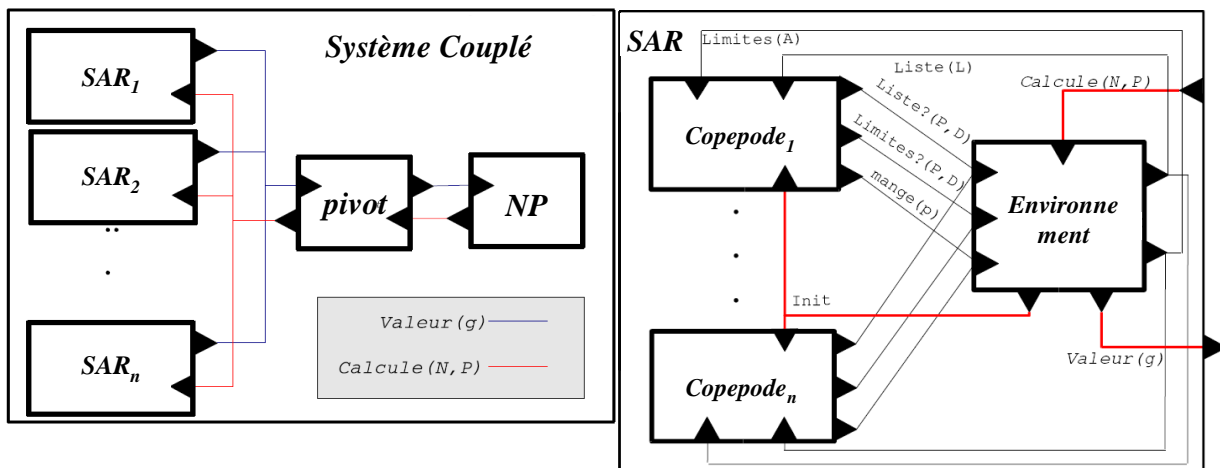 Système Couplé
SAR1
SAR2
SARn
pivot
NP
Valeur(g)
Calcule(N,P)
SAR
Limites(A)
Liste(L)
Calcule(N,P)
Copepode1
Liste?(P,D)
Limites?(P,D)
mange(p)
Environne
ment
Init
Valeur(g)
Copepoden